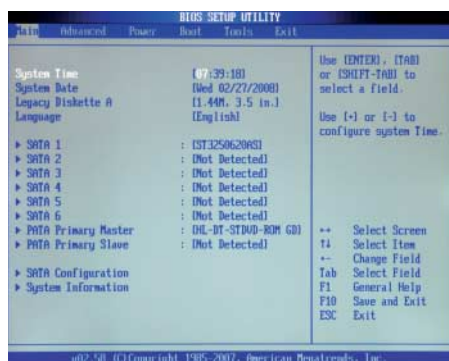 BIOS SETUP UTILITY
Main Advanced Power Boot Tools Exit
System Time [07:39:18]
System Date [Wed 02/27/2008]
Legacy Diskette A [1.44M, 3.5 in.]
Language [English]
SATA 1 : [ST3250620AS]
SATA 2 : [Not Detected]
SATA 3 : [Not Detected]
SATA 4 : [Not Detected]
SATA 5 : [Not Detected]
SATA 6 : [Not Detected]
PATA Primary Master : [HL-DT-STDVD-ROM GD]
PATA Primary Slave : [Not Detected]
SATA Configuration
System Information
Use [ENTER], [TAB]
or [SHIFT-TAB] to
select a field.
Use [+] or [-] to
configure system Time.
↔ Select Screen
↑↓ Select Item
+- Change Field
Tab Select Field
F1 General Help
F10 Save and Exit
ESC Exit
v02.58 (C)Copyright 1985-2007, American Megatrends, Inc.